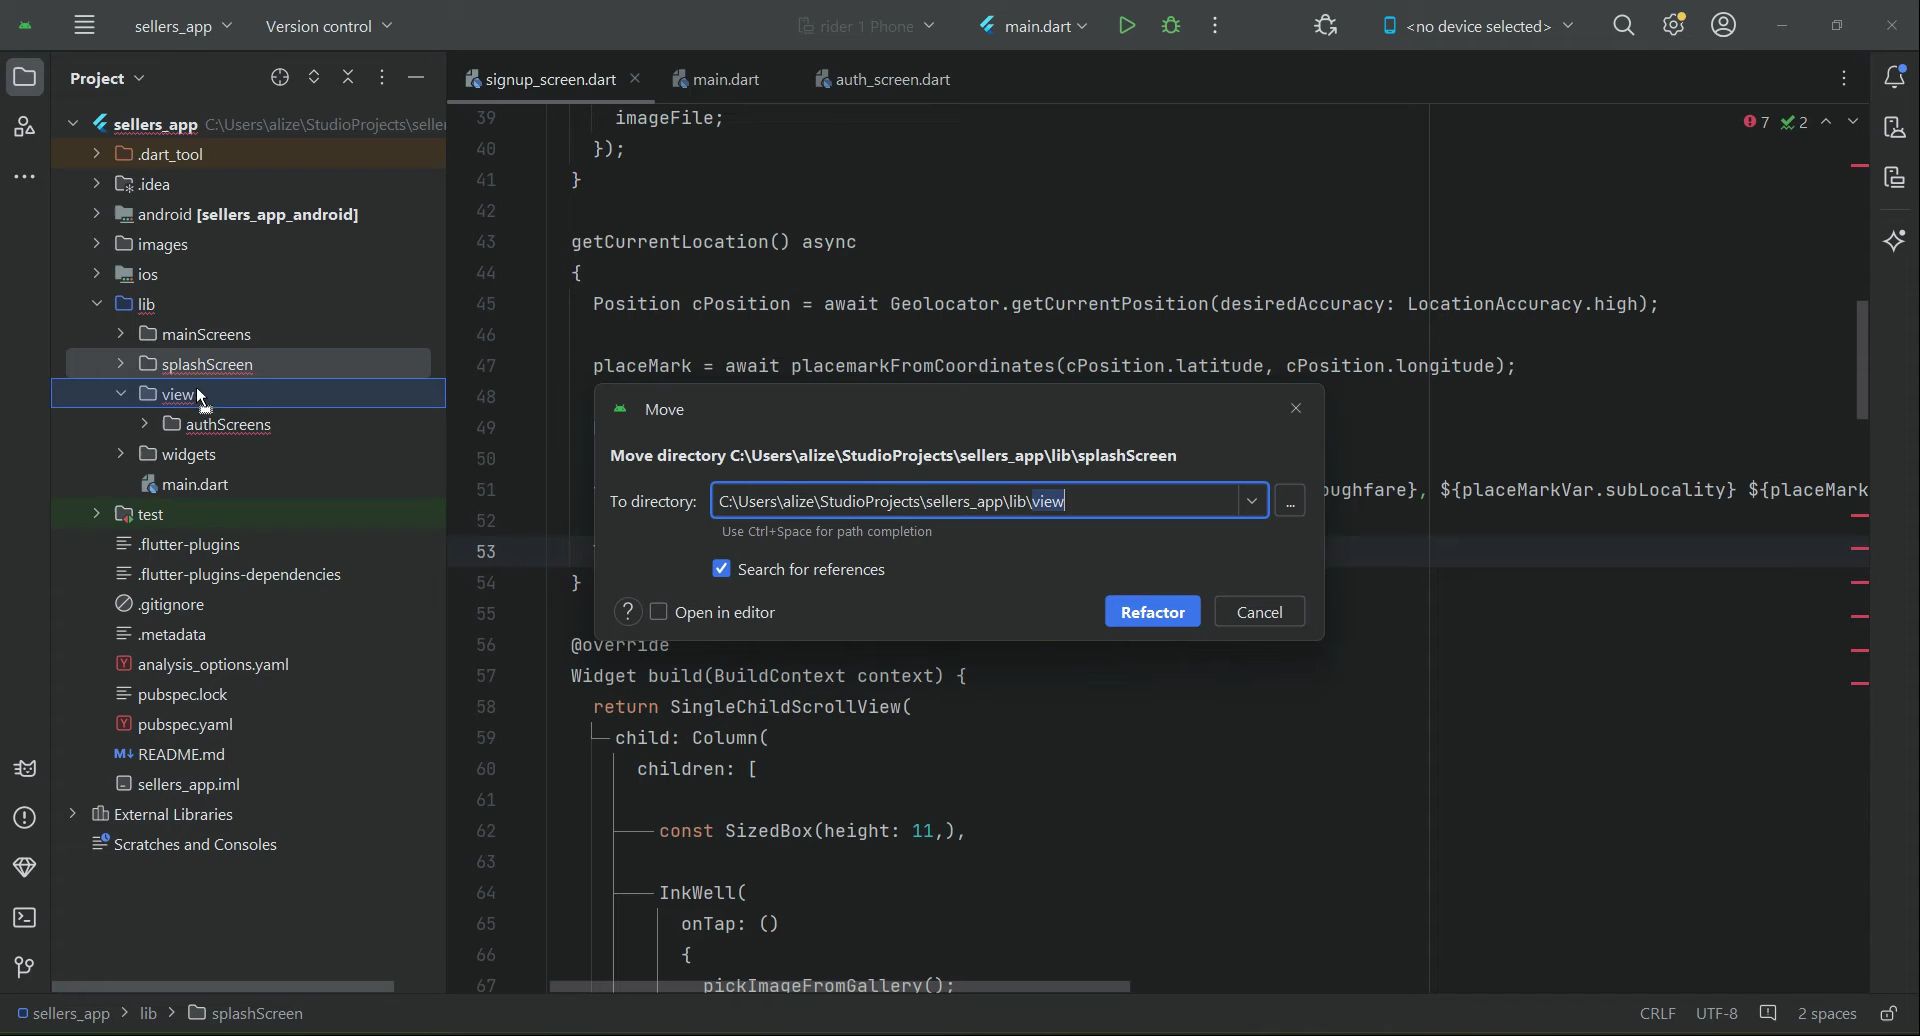 sellers_app
Version control
rider 1 Phone
main.dart
<no device selected>
Project
signup_screen.dart
main.dart
auth_screen.dart
sellers_app C:\Users\alize\StudioProjects\seller
.dart_tool
.idea
android [sellers_app_android]
images
ios
lib
mainScreens
splashScreen
view
authScreens
widgets
main.dart
test
.flutter-plugins
.flutter-plugins-dependencies
.gitignore
.metadata
analysis_options.yaml
pubspec.lock
pubspec.yaml
README.md
sellers_app.iml
External Libraries
Scratches and Consoles
7 2
39 imageFile;
40 });
41 }
42
43 getCurrentLocation() async
44 {
45 Position cPosition = await Geolocator.getCurrentPosition(desiredAccuracy: LocationAccuracy.high);
46
47 placeMark = await placemarkFromCoordinates(cPosition.latitude, cPosition.longitude);
48
49
50
51 oughfare}, ${placeMarkVar.subLocality} ${placeMark
52
53
54 }
55
56 @override
57 Widget build(BuildContext context) {
58 return SingleChildScrollView(
59 child: Column(
60 children: [
61
62 const SizedBox(height: 11,),
63
64 InkWell(
65 onTap: ()
66 {
67 pickImageFromGallery();
Move
Move directory C:\Users\alize\StudioProjects\sellers_app\lib\splashScreen
To directory: C:\Users\alize\StudioProjects\sellers_app\lib\view ...
Use Ctrl+Space for path completion
Search for references
? Open in editor
Refactor
Cancel
sellers_app > lib > splashScreen
CRLF UTF-8 2 spaces